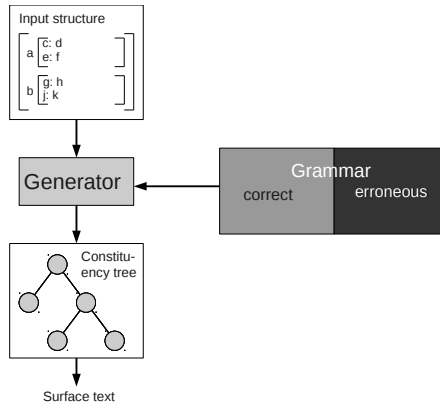 Input structure
a
c: d
e: f
b
g: h
j: k
Generator
Grammar
correct
erroneous
Constitu-
ency tree
Surface text